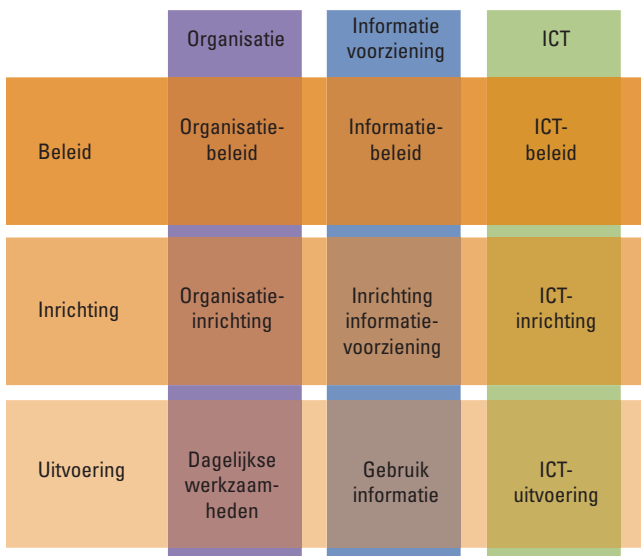 Organisatie
Informatie
voorziening
ICT
Beleid
Organisatie-
beleid
Informatie-
beleid
ICT-
beleid
Inrichting
Organisatie-
inrichting
Inrichting
informatie-
voorziening
ICT-
inrichting
Uitvoering
Dagelijkse
werkzaam-
heden
Gebruik
informatie
ICT-
uitvoering